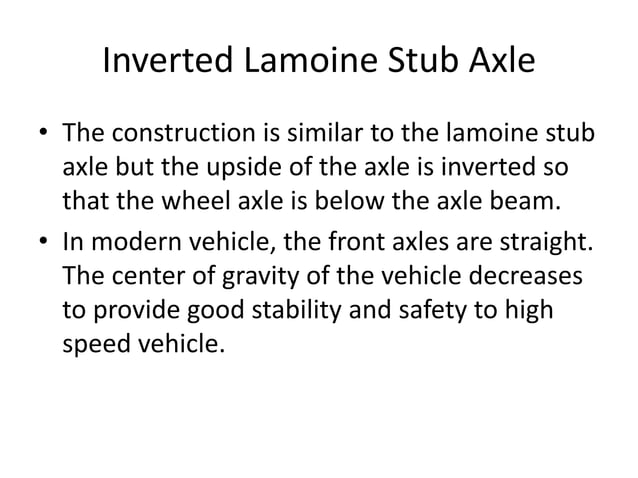 Inverted Lamoine Stub Axle
• The construction is similar to the lamoine stub
axle but the upside of the axle is inverted so
that the wheel axle is below the axle beam.
• In modern vehicle, the front axles are straight.
The center of gravity of the vehicle decreases
to provide good stability and safety to high
speed vehicle.